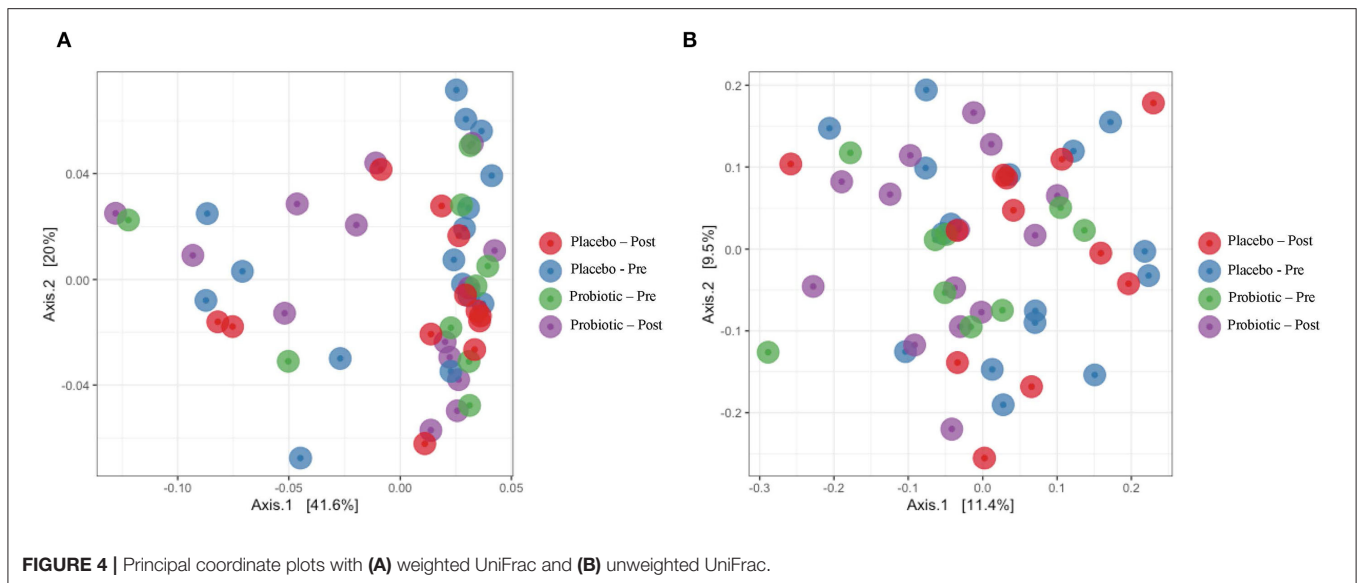 A
0.04
0.00
-0.04
Axis.2 [20%]
-0.10
-0.05
0.00
0.05
Axis.1 [41.6%]
Placebo – Post
Placebo - Pre
Probiotic – Pre
Probiotic – Post
B
0.2
0.1
0.0
-0.1
-0.2
Axis.2 [9.5%]
-0.3
-0.2
-0.1
0.0
0.1
0.2
Axis.1 [11.4%]
Placebo – Post
Placebo - Pre
Probiotic – Pre
Probiotic – Post
FIGURE 4 | Principal coordinate plots with (A) weighted UniFrac and (B) unweighted UniFrac.